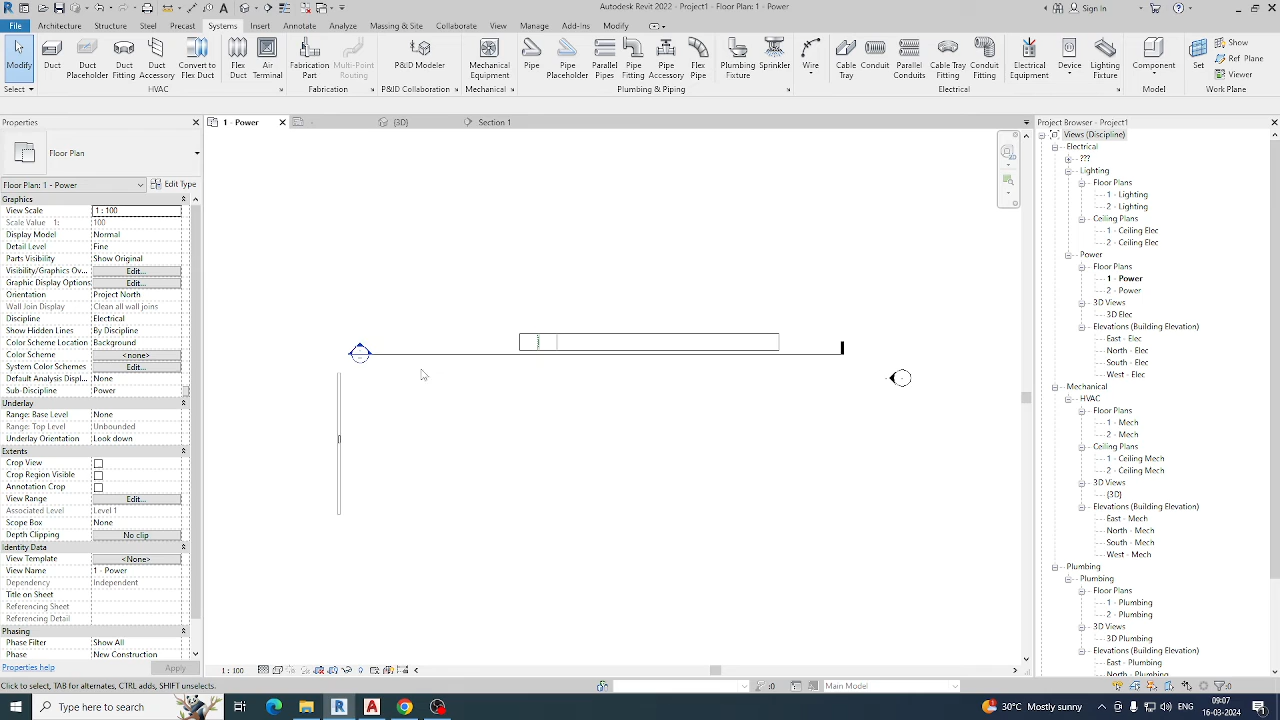 Autodesk Revit 2022 - Project1 - Floor Plan: 1 - Power
Sign In
File Architecture Structure Steel Precast Systems Insert Annotate Analyze Massing & Site Collaborate View Manage Add-Ins Modify
Modify
Duct
Duct Placeholder
Duct Fitting
Duct Accessory
Convert to Flex Duct
Flex Duct
Air Terminal
Fabrication Part
Multi-Point Routing
P&ID Modeler
Mechanical Equipment
Pipe
Pipe Placeholder
Parallel Pipes
Pipe Fitting
Pipe Accessory
Flex Pipe
Plumbing Fixture
Sprinkler
Wire
Cable Tray
Conduit
Parallel Conduits
Cable Tray Fitting
Conduit Fitting
Electrical Equipment
Device
Lighting Fixture
Component
Set
Show
Ref Plane
Viewer
Select HVAC Fabrication P&ID Collaboration Mechanical Plumbing & Piping Electrical Model Work Plane
Properties
1 - Power
{3D}
Section 1
Project Browser - Project1
Floor Plan
Floor Plan: 1 - Power
Edit Type
Graphics
View Scale 1 : 100
Scale Value 1: 100
Display Model Normal
Detail Level Fine
Parts Visibility Show Original
Visibility/Graphics Ov... Edit...
Graphic Display Options Edit...
Orientation Project North
Wall Join Display Clean all wall joins
Discipline Electrical
Show Hidden Lines By Discipline
Color Scheme Location Background
Color Scheme <none>
System Color Schemes Edit...
Default Analysis Displ... None
Sub-Discipline Power
Underlay
Range: Base Level None
Range: Top Level Unbounded
Underlay Orientation Look down
Extents
Crop View
Crop Region Visible
Annotation Crop
View Range Edit...
Associated Level Level 1
Scope Box None
Depth Clipping No clip
Identity Data
View Template <None>
View Name 1 - Power
Dependency Independent
Title on Sheet
Referencing Sheet
Referencing Detail
Phasing
Phase Filter Show All
Phase New Construction
Properties help
Apply
Views (Discipline)
Electrical
???
Lighting
Floor Plans
1 - Lighting
2 - Lighting
Ceiling Plans
1 - Ceiling Elec
2 - Ceiling Elec
Power
Floor Plans
1 - Power
2 - Power
3D Views
3D Elec
Elevations (Building Elevation)
East - Elec
North - Elec
South - Elec
West - Elec
Mechanical
HVAC
Floor Plans
1 - Mech
2 - Mech
Ceiling Plans
1 - Ceiling Mech
2 - Ceiling Mech
3D Views
{3D}
Elevations (Building Elevation)
East - Mech
North - Mech
South - Mech
West - Mech
Plumbing
Plumbing
Floor Plans
1 - Plumbing
2 - Plumbing
3D Views
3D Plumbing
Elevations (Building Elevation)
East - Plumbing
North - Plumbing
1 : 100
Click to select, TAB for alternates, CTRL adds, SHIFT unselects.
:0
Main Model
:0
Type here to search
30°C Mostly sunny
ENG
09:07
16-03-2024